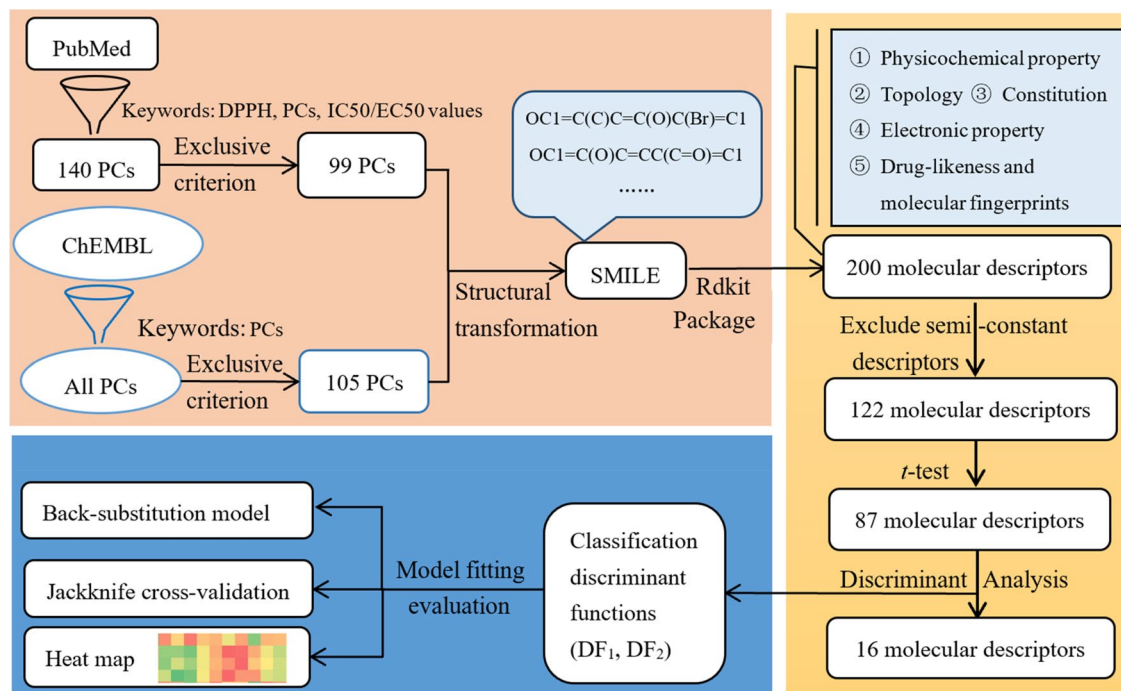 PubMed
Keywords: DPPH, PCs, IC50/EC50 values
140 PCs
Exclusive
criterion
99 PCs
ChEMBL
Keywords: PCs
All PCs
Exclusive
criterion
105 PCs
Structural
transformation
OC1=C(C)C=C(O)C(Br)=C1
OC1=C(O)C=CC(C=O)=C1
......
SMILE
Rdkit
Package
① Physicochemical property
② Topology ③ Constitution
④ Electronic property
⑤ Drug-likeness and
molecular fingerprints
200 molecular descriptors
Exclude semi-constant
descriptors
122 molecular descriptors
t-test
87 molecular descriptors
Discriminant Analysis
16 molecular descriptors
Classification
discriminant
functions
(DF₁, DF₂)
Model fitting
evaluation
Back-substitution model
Jackknife cross-validation
Heat map